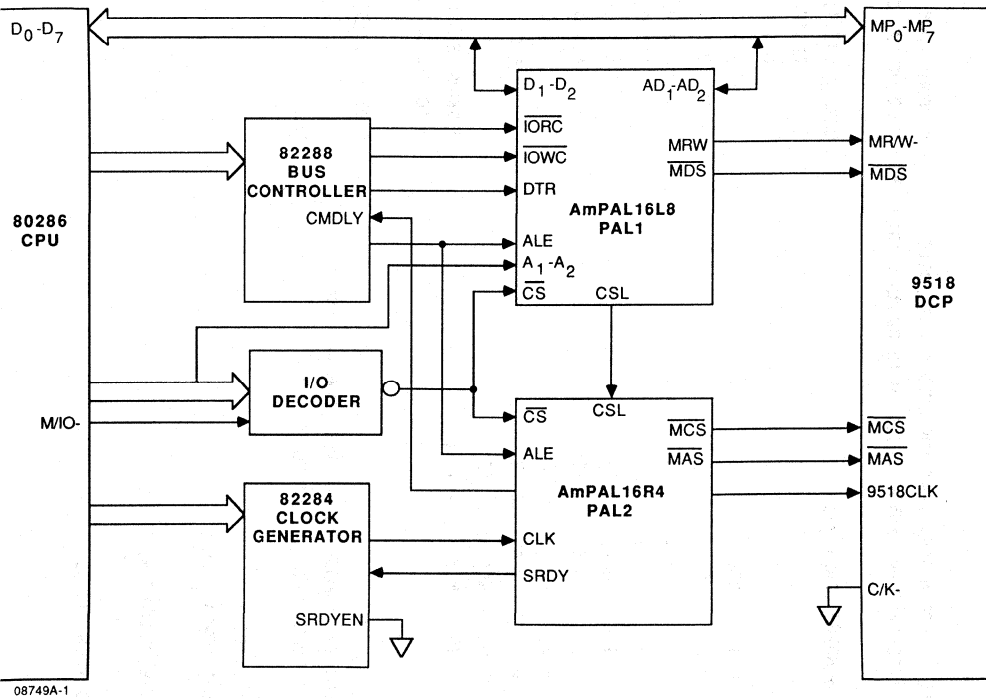 D0-D7
MP0-MP7
D1-D2
AD1-AD2
IORC
82288
BUS
CONTROLLER
MRW
MR/W-
IOWC
MDS
MDS
DTR
80286
CPU
CMDLY
AmPAL16L8
PAL1
ALE
A1-A2
9518
DCP
CS
CSL
I/O
DECODER
CS
CSL
M/IO-
MCS
MCS
ALE
MAS
MAS
82284
CLOCK
GENERATOR
AmPAL16R4
PAL2
9518CLK
CLK
SRDY
C/K-
SRDYEN
08749A-1